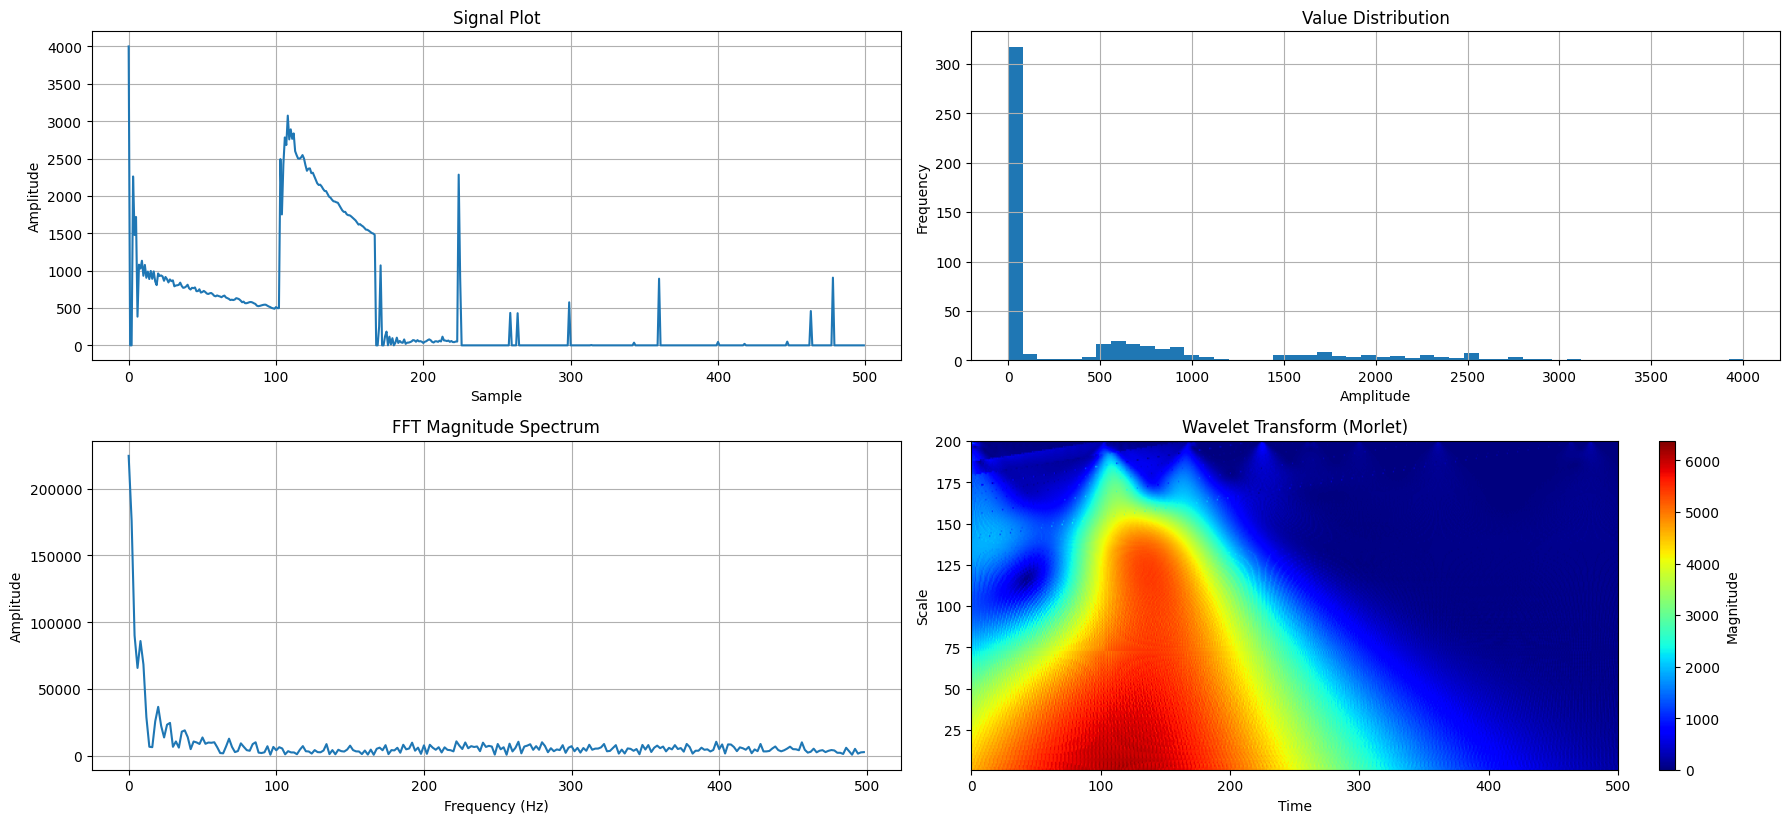 Signal Plot
Amplitude
4000
3500
3000
2500
2000
1500
1000
500
0
0 100 200 300 400 500
Sample
Value Distribution
Frequency
300
250
200
150
100
50
0
0 500 1000 1500 2000 2500 3000 3500 4000
Amplitude
FFT Magnitude Spectrum
Amplitude
200000
150000
100000
50000
0
0 100 200 300 400 500
Frequency (Hz)
Wavelet Transform (Morlet)
Scale
200
175
150
125
100
75
50
25
0 100 200 300 400 500
Time
6000
5000
4000
3000
2000
1000
0
Magnitude